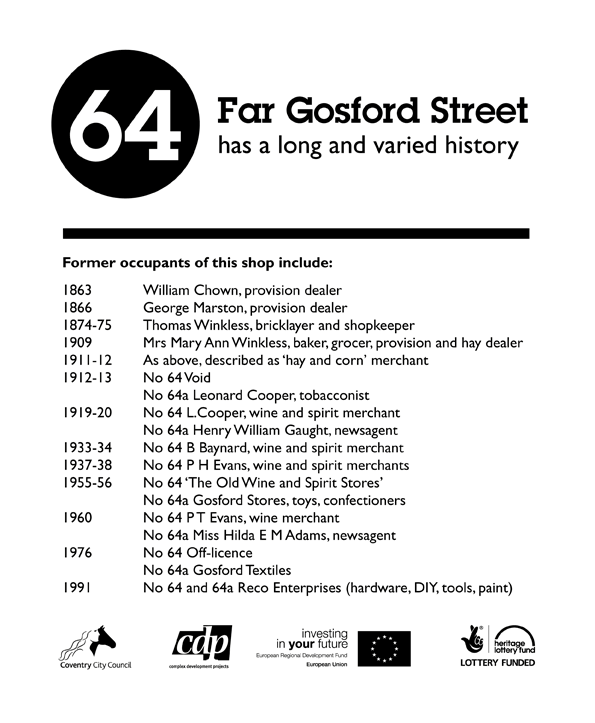 64
Far Gosford Street
has a long and varied history
Former occupants of this shop include:
1863 William Chown, provision dealer
1866 George Marston, provision dealer
1874-75 Thomas Winkless, bricklayer and shopkeeper
1909 Mrs Mary Ann Winkless, baker, grocer, provision and hay dealer
1911-12 As above, described as ‘hay and corn’ merchant
1912-13 No 64 Void
No 64a Leonard Cooper, tobacconist
1919-20 No 64 L.Cooper, wine and spirit merchant
No 64a Henry William Gaught, newsagent
1933-34 No 64 B Baynard, wine and spirit merchant
1937-38 No 64 P H Evans, wine and spirit merchants
1955-56 No 64 ‘The Old Wine and Spirit Stores’
No 64a Gosford Stores, toys, confectioners
1960 No 64 P T Evans, wine merchant
No 64a Miss Hilda E M Adams, newsagent
1976 No 64 Off-licence
No 64a Gosford Textiles
1991 No 64 and 64a Reco Enterprises (hardware, DIY, tools, paint)
Coventry City Council
cdp
complex development projects
investing
in your future
European Regional Development Fund
European Union
heritage
lottery fund
LOTTERY FUNDED